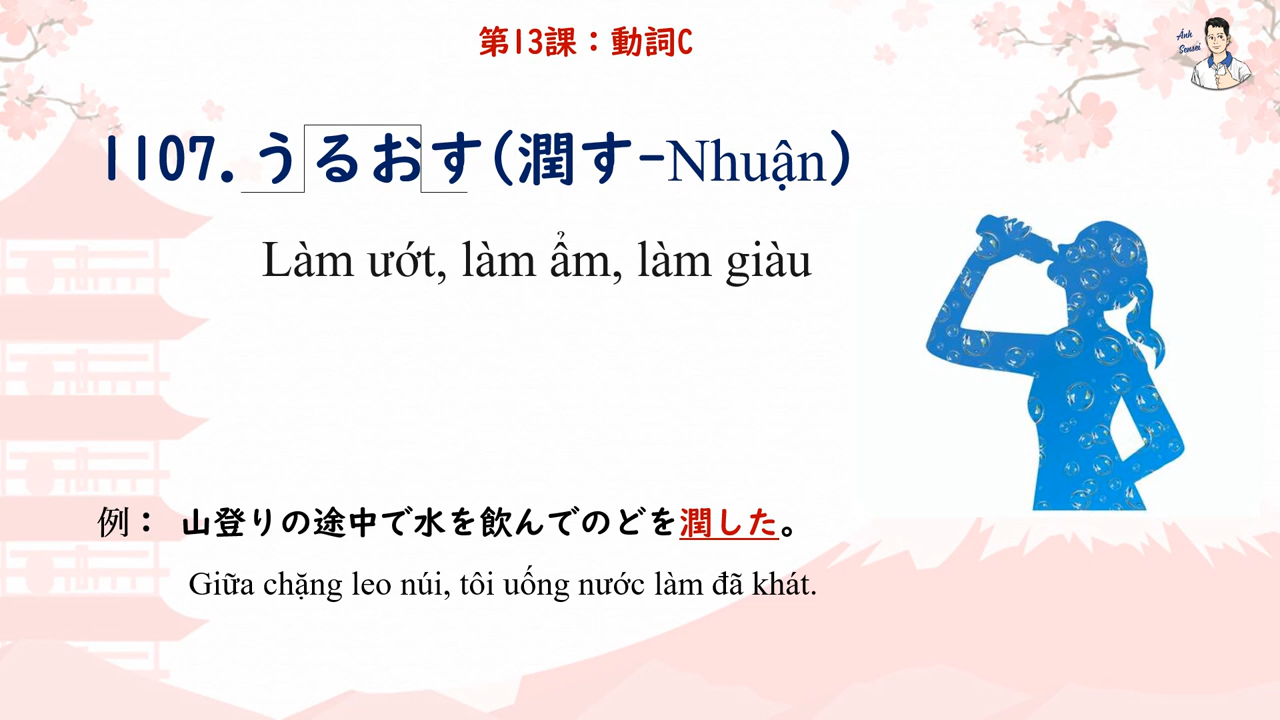 第13課：動詞C
Ánh
Sensei
1107.うるおす(潤す-Nhuận)
Làm ướt, làm ẩm, làm giàu
例： 山登りの途中で水を飲んでのどを潤した。
Giữa chặng leo núi, tôi uống nước làm đã khát.